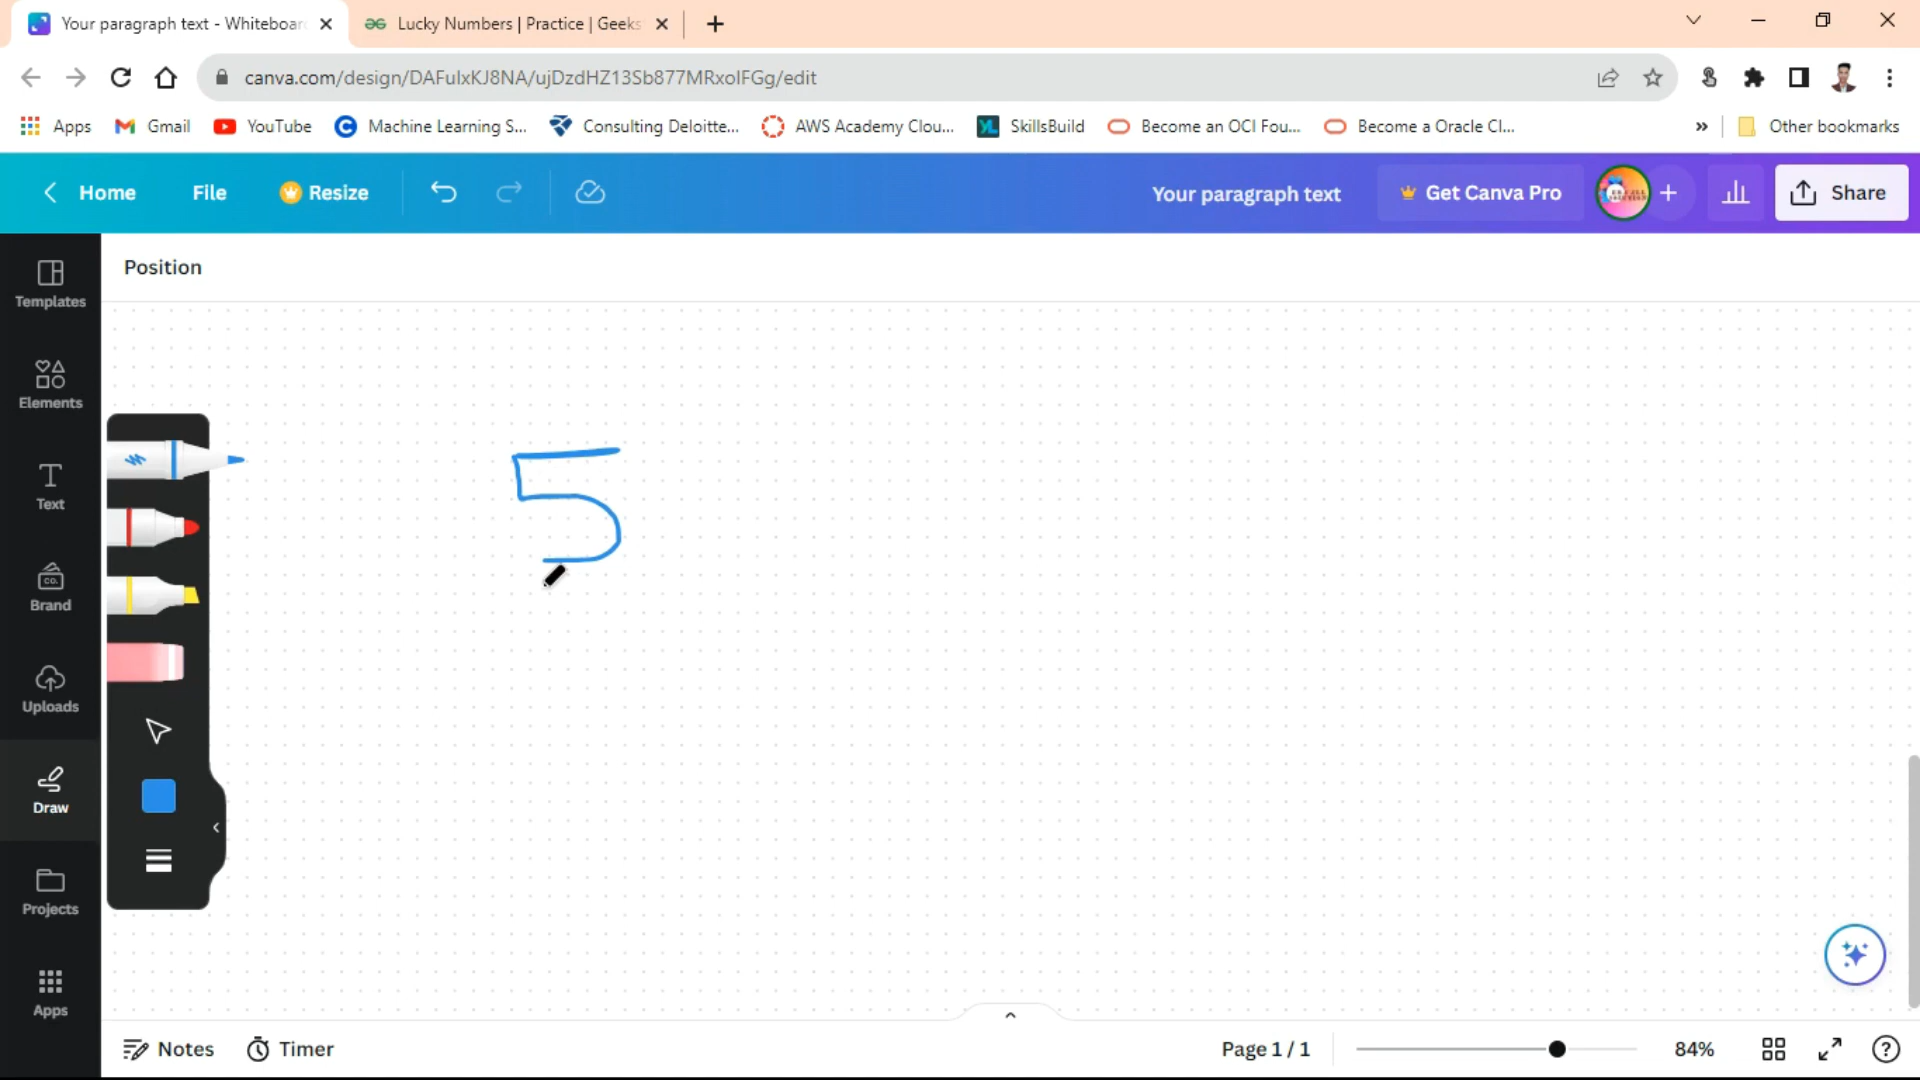 Your paragraph text - Whiteboar
Lucky Numbers | Practice | Geeks
canva.com/design/DAFulxKJ8NA/ujDzdHZ13Sb877MRxolFGg/edit
Apps
Gmail
YouTube
Machine Learning S...
Consulting Deloitte...
AWS Academy Clou...
SkillsBuild
Become an OCI Fou...
Become a Oracle Cl...
»
Other bookmarks
Home
File
Resize
Your paragraph text
Get Canva Pro
Share
Position
Templates
Elements
Text
CO.
Brand
Uploads
Draw
Projects
Apps
5
Notes
Timer
Page 1 / 1
84%